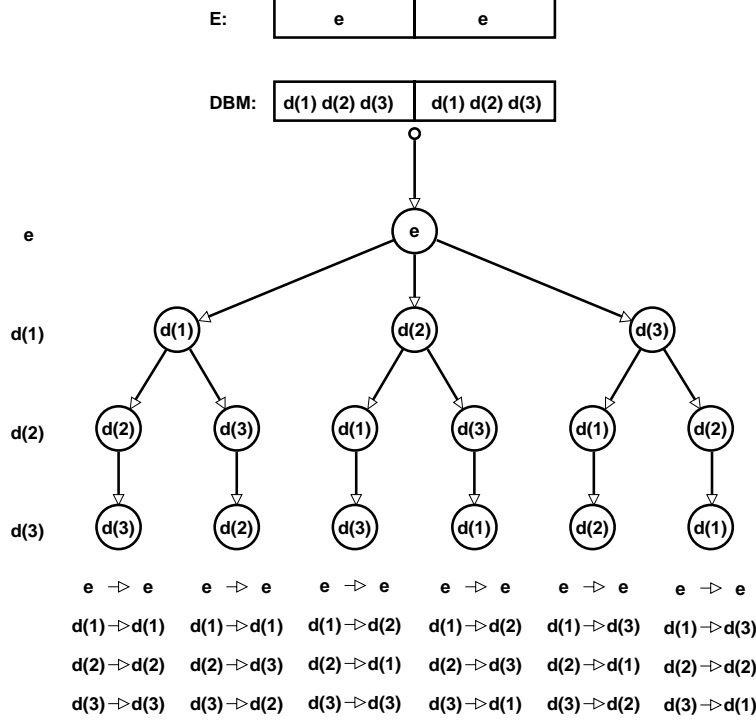 E: e e
DBM: d(1) d(2) d(3) d(1) d(2) d(3)
e e
d(1) d(1) d(2) d(3)
d(2) d(2) d(3) d(1) d(3) d(1) d(2)
d(3) d(3) d(2) d(3) d(1) d(2) d(1)
e → e e → e e → e e → e e → e e → e
d(1)→d(1) d(1)→d(1) d(1)→d(2) d(1)→d(2) d(1)→d(3) d(1)→d(3)
d(2)→d(2) d(2)→d(3) d(2)→d(1) d(2)→d(3) d(2)→d(1) d(2)→d(2)
d(3)→d(3) d(3)→d(2) d(3)→d(3) d(3)→d(1) d(3)→d(2) d(3)→d(1)